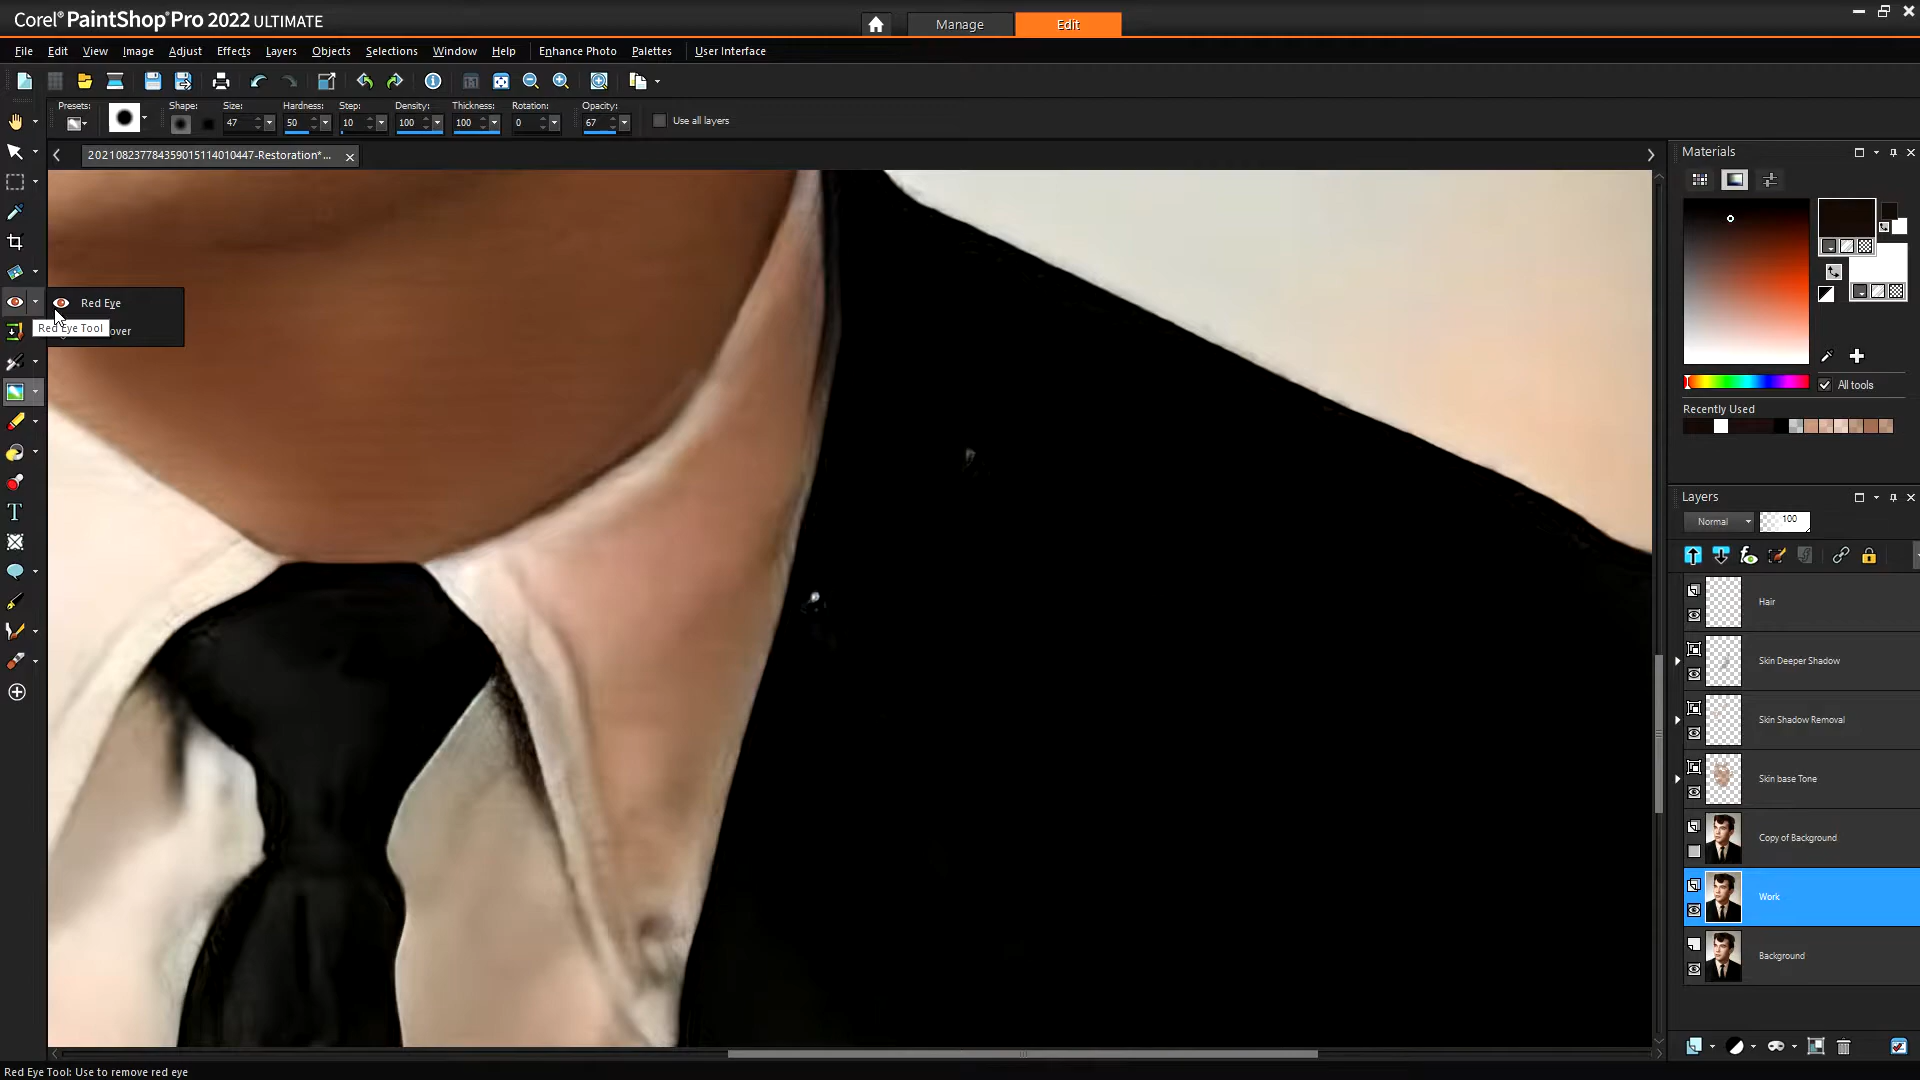 Corel® PaintShop® Pro 2022 ULTIMATE
Manage
Edit
File Edit View Image Adjust Effects Layers Objects Selections Window Help Enhance Photo Palettes User Interface
Presets: Shape: Size: Hardness: Step: Density: Thickness: Rotation: Opacity:
47 50 10 100 100 0 67 Use all layers
20210823778435901511401​0447-Restoration*...
Materials
Red Eye
Red Eye Tool
over
All tools
Recently Used
Layers
Normal 100
Hair
Skin Deeper Shadow
Skin Shadow Removal
Skin base Tone
Copy of Background
Work
Background
Red Eye Tool: Use to remove red eye